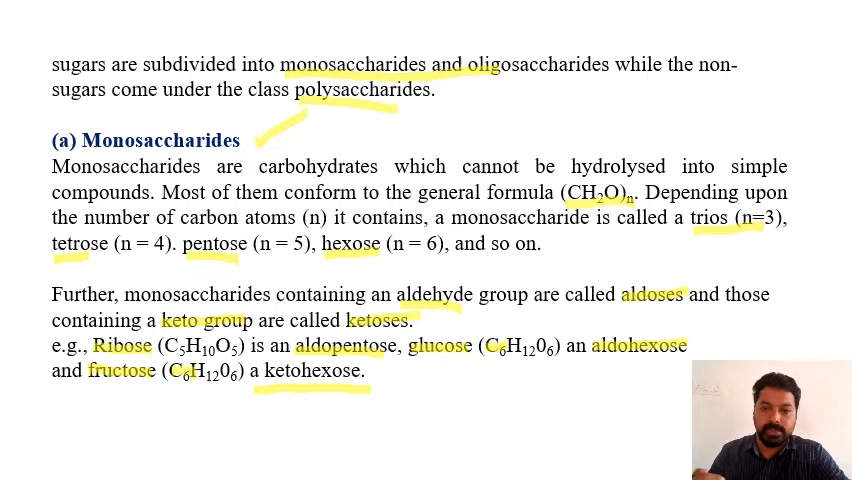 sugars are subdivided into monosaccharides and oligosaccharides while the non-
sugars come under the class polysaccharides.
(a) Monosaccharides
Monosaccharides are carbohydrates which cannot be hydrolysed into simple
compounds. Most of them conform to the general formula (CH₂O)ₙ. Depending upon
the number of carbon atoms (n) it contains, a monosaccharide is called a trios (n=3),
tetrose (n = 4). pentose (n = 5), hexose (n = 6), and so on.
Further, monosaccharides containing an aldehyde group are called aldoses and those
containing a keto group are called ketoses.
e.g., Ribose (C₅H₁₀O₅) is an aldopentose, glucose (C₆H₁₂0₆) an aldohexose
and fructose (C₆H₁₂0₆) a ketohexose.